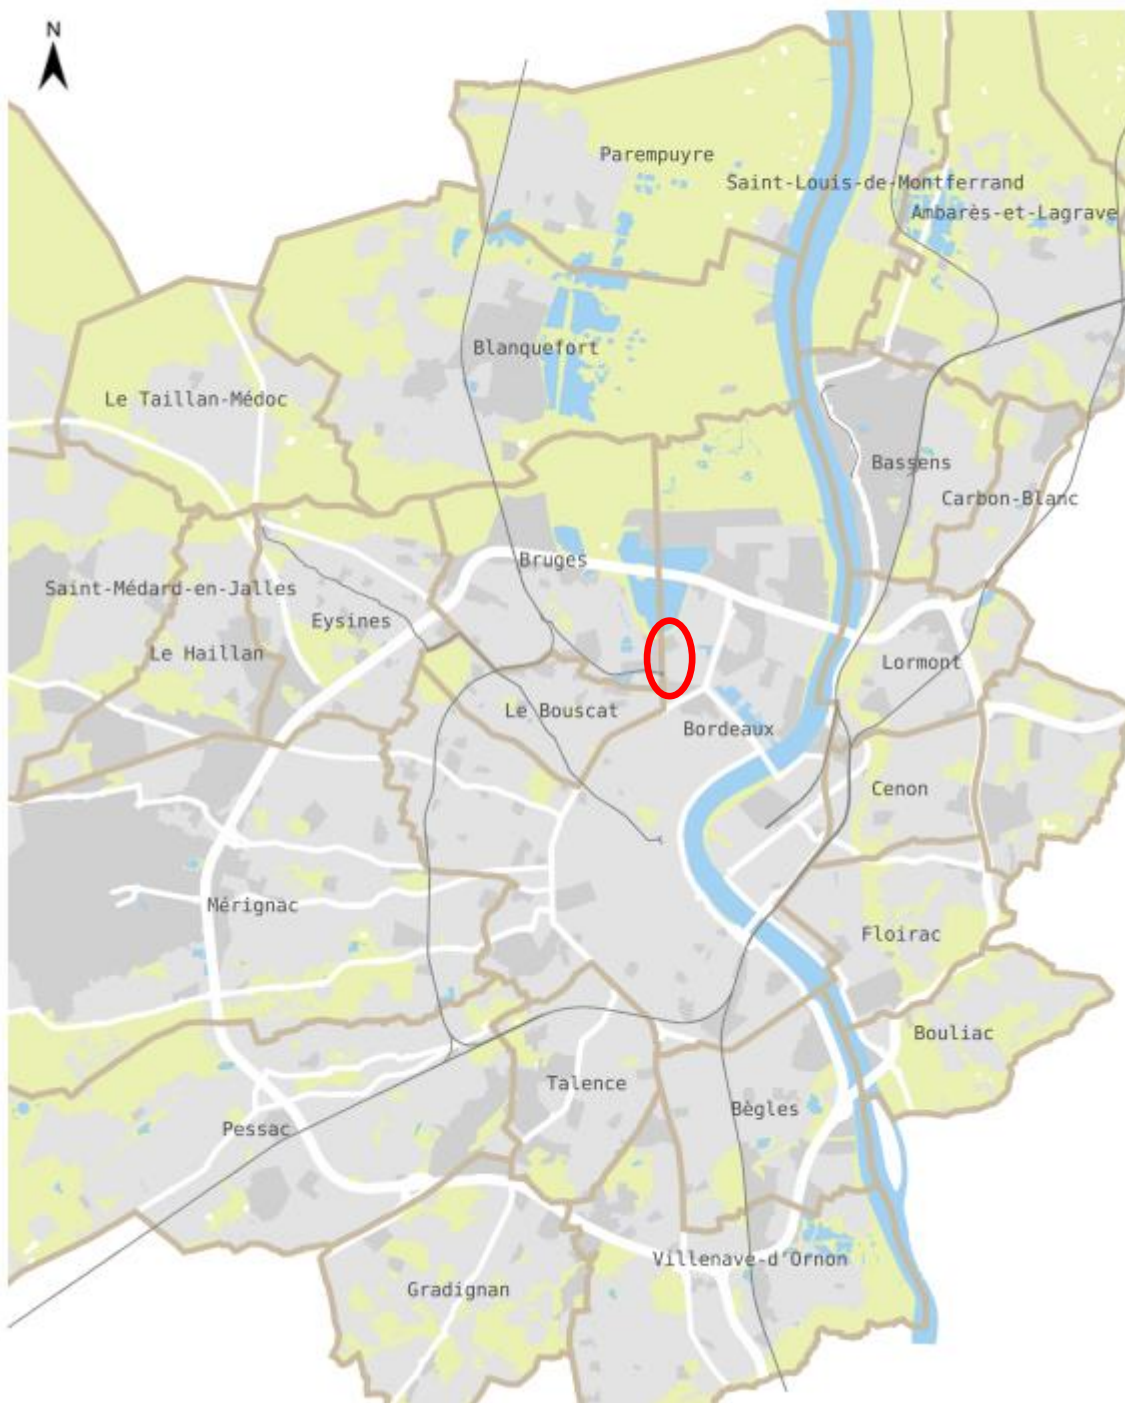 N
Parempuyre
Saint-Louis-de-Montferrand
Ambarès-et-Lagrave
Blanquefort
Le Taillan-Médoc
Bassens
Carbon-Blanc
Bruges
Saint-Médard-en-Jalles
Eysines
Le Haillan
Lormont
Le Bouscat
Bordeaux
Cenon
Mérignac
Floirac
Bouliac
Talence
Bègles
Pessac
Villenave-d'Ornon
Gradignan